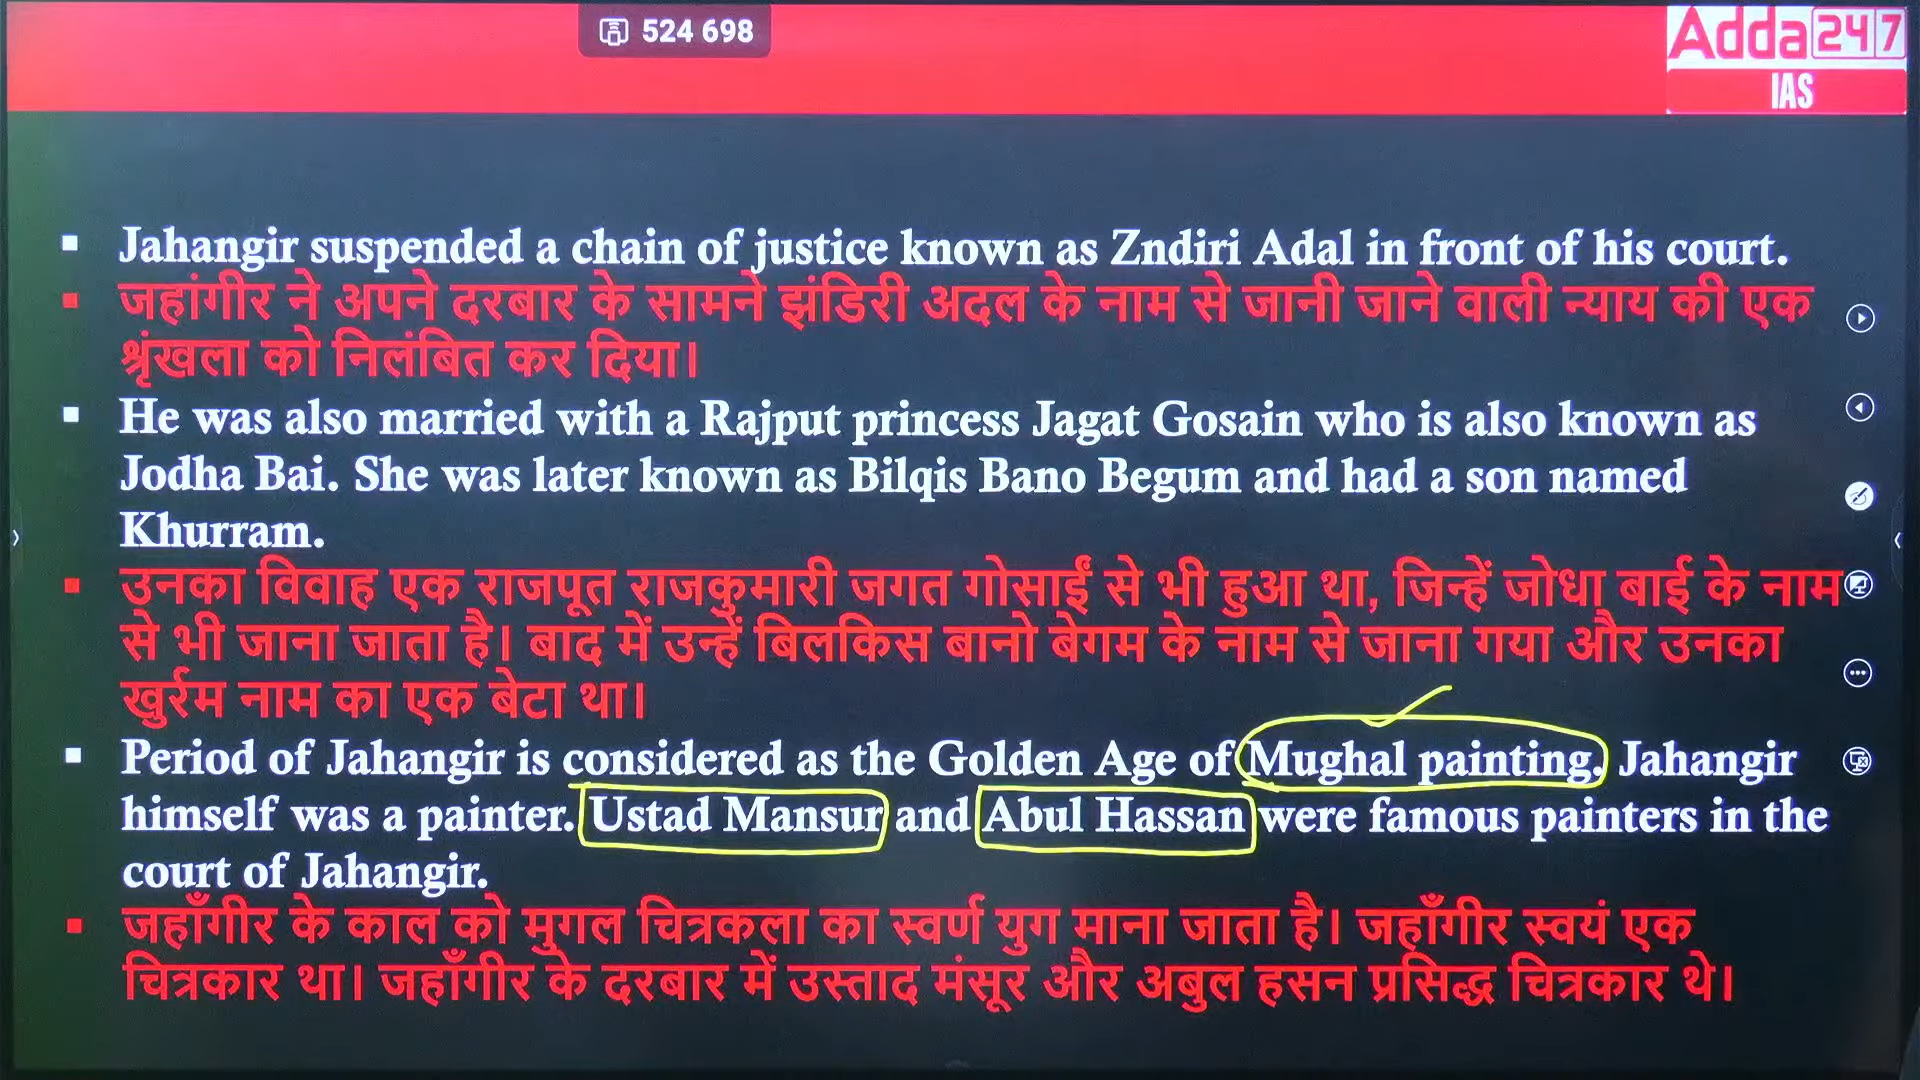 524 698
Adda247
IAS
▪ Jahangir suspended a chain of justice known as Zndiri Adal in front of his court.
▪ जहांगीर ने अपने दरबार के सामने झंडिरी अदल के नाम से जानी जाने वाली न्याय की एक
श्रृंखला को निलंबित कर दिया।
▪ He was also married with a Rajput princess Jagat Gosain who is also known as
Jodha Bai. She was later known as Bilqis Bano Begum and had a son named
Khurram.
▪ उनका विवाह एक राजपूत राजकुमारी जगत गोसाईं से भी हुआ था, जिन्हें जोधा बाई के नाम
से भी जाना जाता है। बाद में उन्हें बिलकिस बानो बेगम के नाम से जाना गया और उनका
खुर्रम नाम का एक बेटा था।
▪ Period of Jahangir is considered as the Golden Age of Mughal painting. Jahangir
himself was a painter. Ustad Mansur and Abul Hassan were famous painters in the
court of Jahangir.
▪ जहाँगीर के काल को मुगल चित्रकला का स्वर्ण युग माना जाता है। जहाँगीर स्वयं एक
चित्रकार था। जहाँगीर के दरबार में उस्ताद मंसूर और अबुल हसन प्रसिद्ध चित्रकार थे।